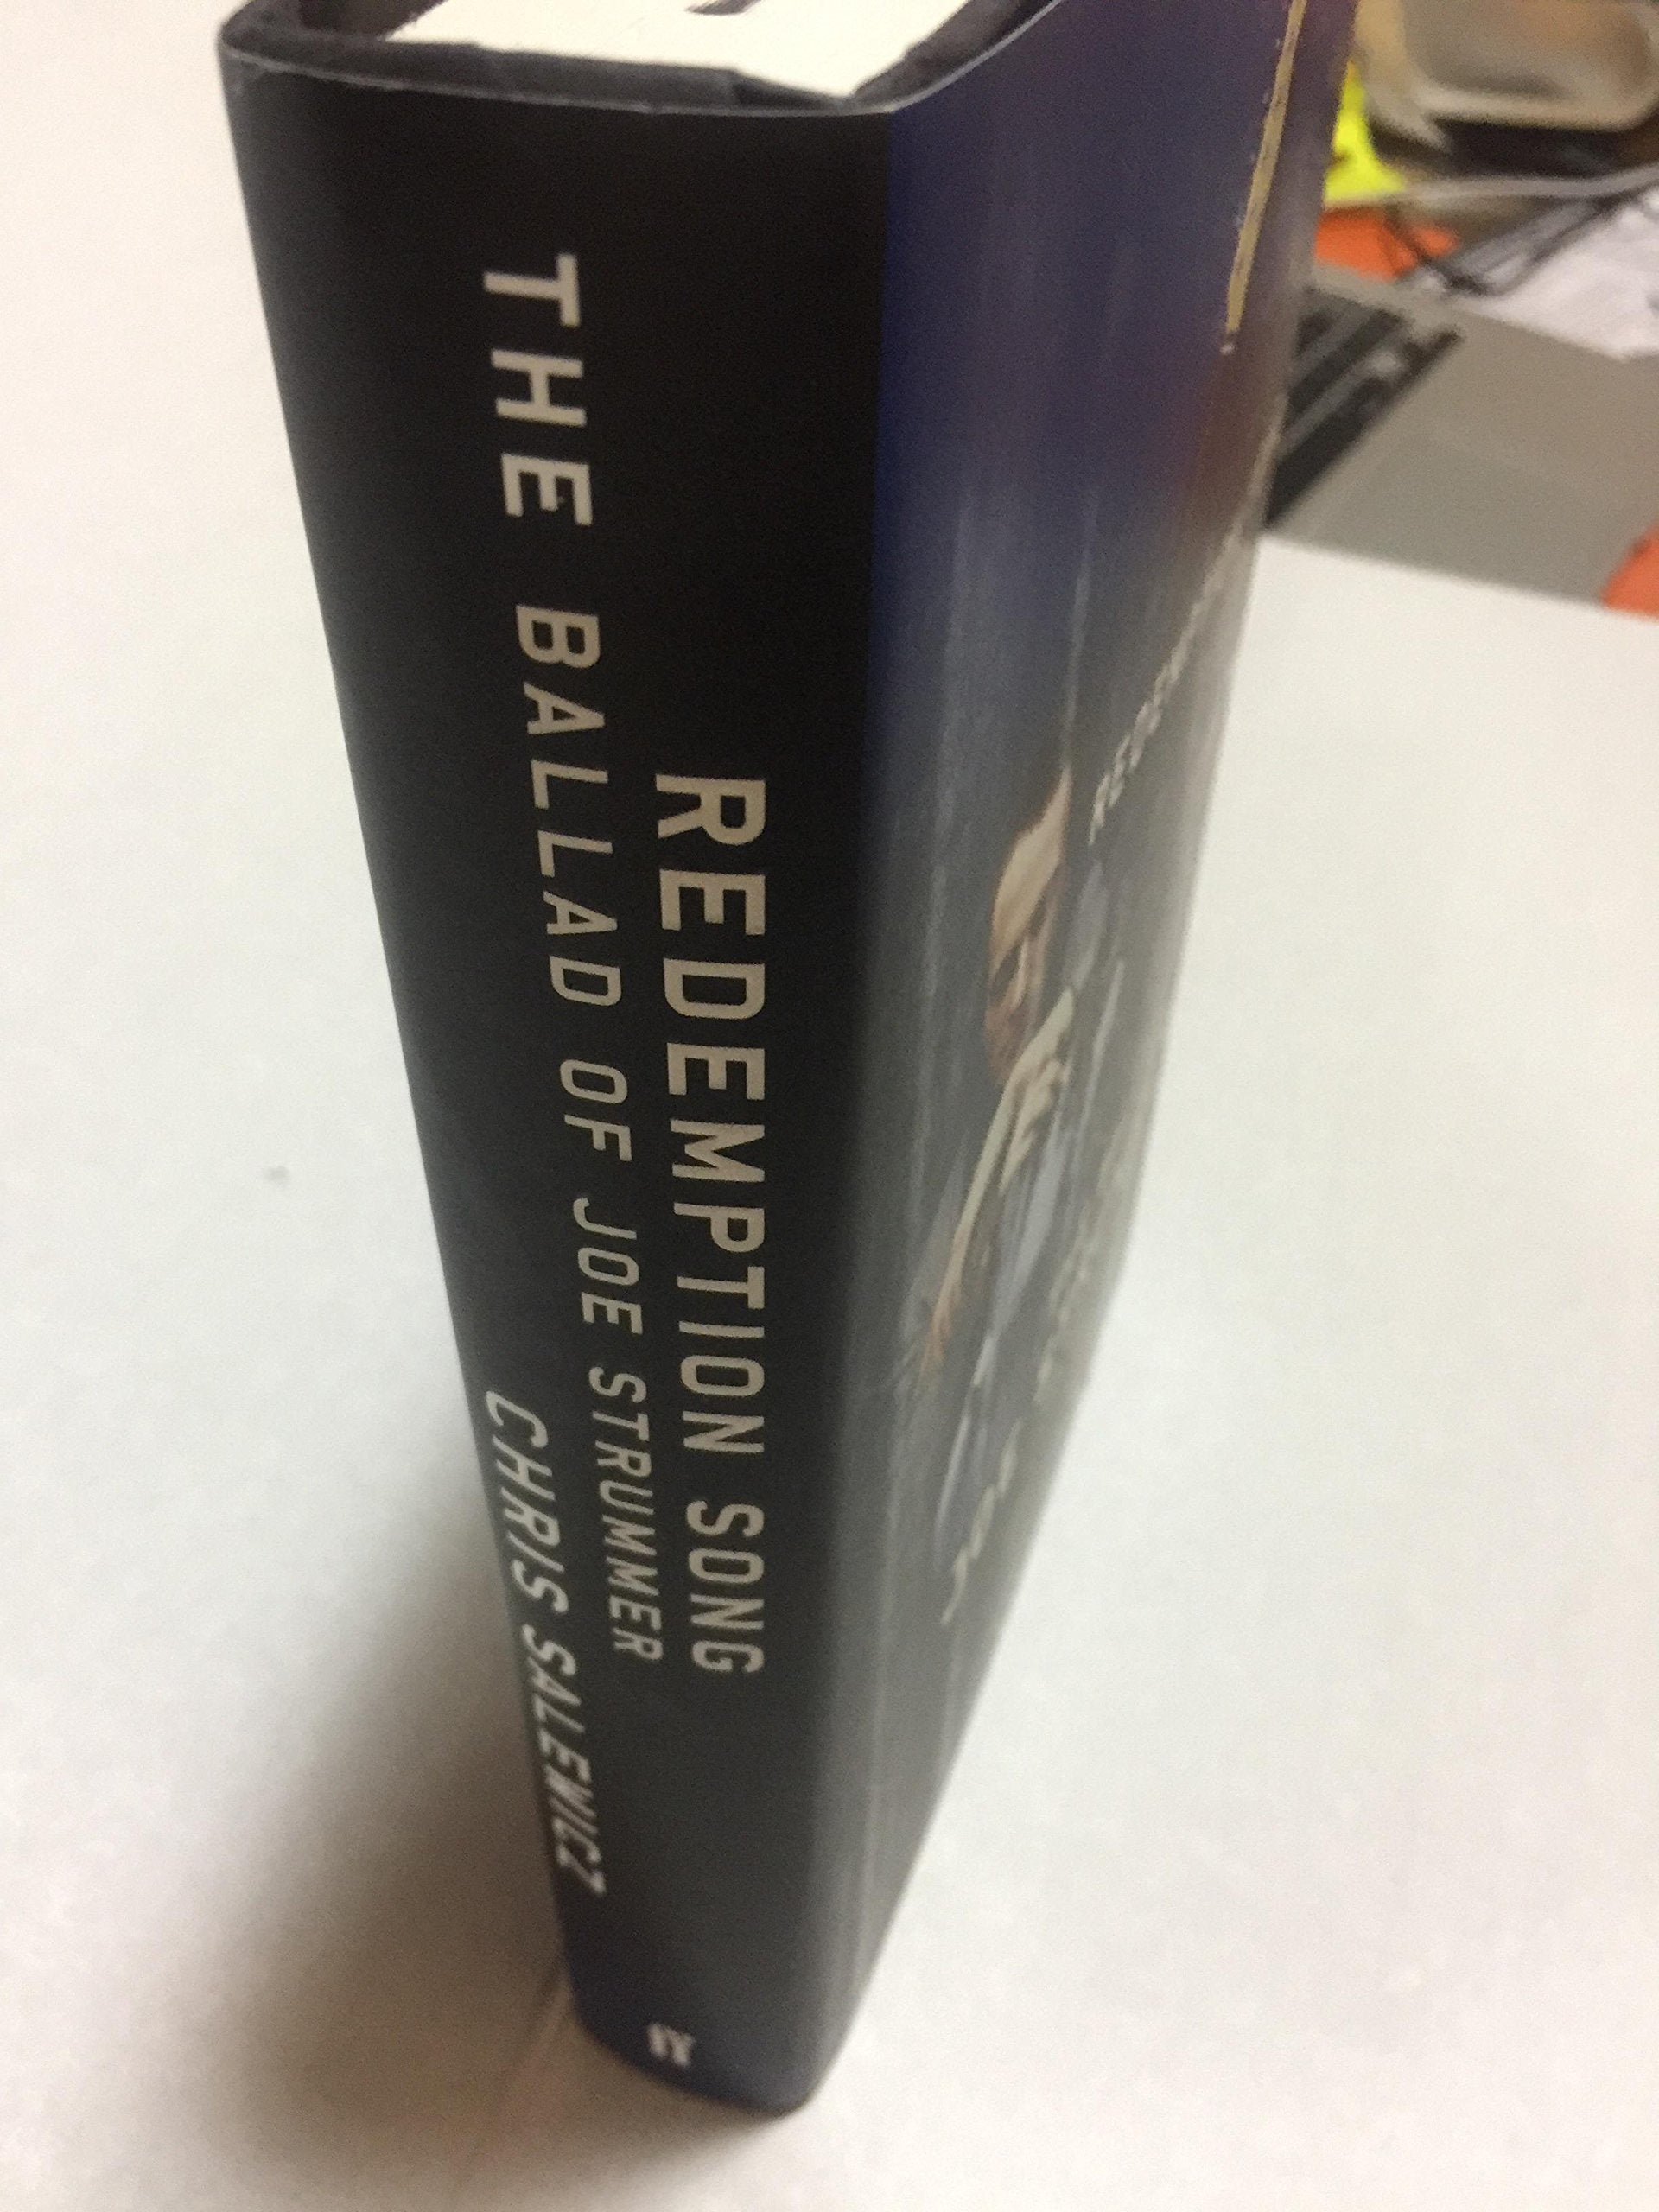 REDEMPTION SONG
THE BALLAD OF JOE STRUMMER
CHRIS SALEWICZ